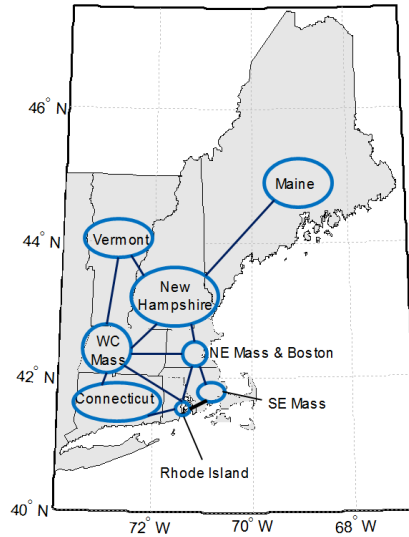 46° N
Maine
44° N
Vermont
New
Hampshire
WC
Mass
NE Mass & Boston
42° N
Connecticut
SE Mass
Rhode Island
40° N
72° W
70° W
68° W